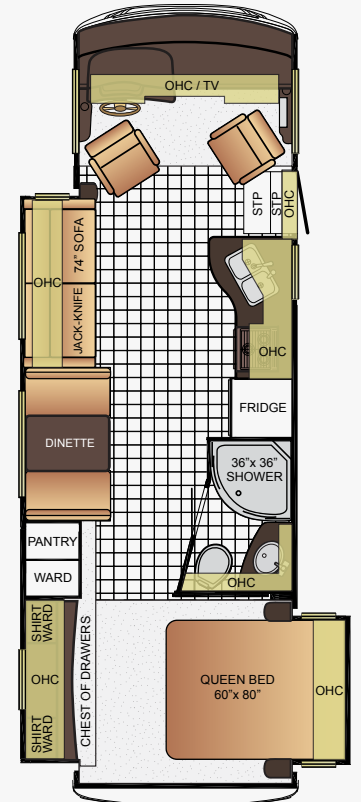 OHC / TV
STP
STP
OHC
74" SOFA
JACK-KNIFE
OHC
OHC
FRIDGE
DINETTE
36"x 36"
SHOWER
PANTRY
WARD
OHC
SHIRT
WARD
OHC
SHIRT
WARD
CHEST OF DRAWERS
QUEEN BED
60"x 80"
OHC